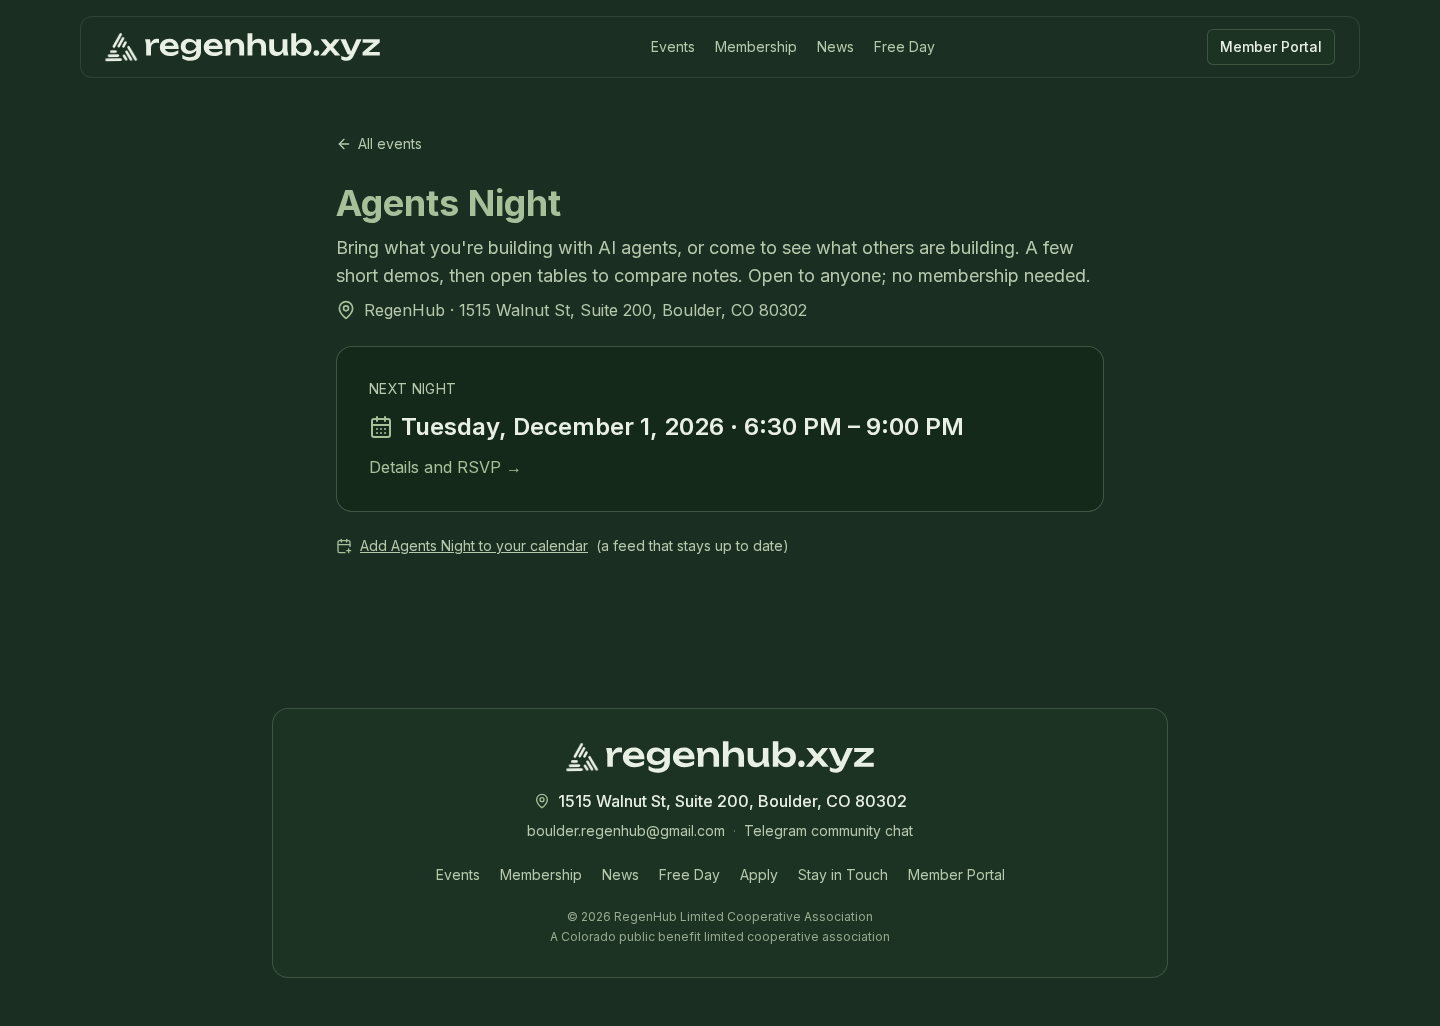 regenhub.xyz
Events Membership News Free Day
Member Portal
← All events
Agents Night
Bring what you're building with AI agents, or come to see what others are building. A few
short demos, then open tables to compare notes. Open to anyone; no membership needed.
RegenHub · 1515 Walnut St, Suite 200, Boulder, CO 80302
NEXT NIGHT
Tuesday, December 1, 2026 · 6:30 PM – 9:00 PM
Details and RSVP →
Add Agents Night to your calendar (a feed that stays up to date)
regenhub.xyz
1515 Walnut St, Suite 200, Boulder, CO 80302
boulder.regenhub@gmail.com · Telegram community chat
Events Membership News Free Day Apply Stay in Touch Member Portal
© 2026 RegenHub Limited Cooperative Association
A Colorado public benefit limited cooperative association